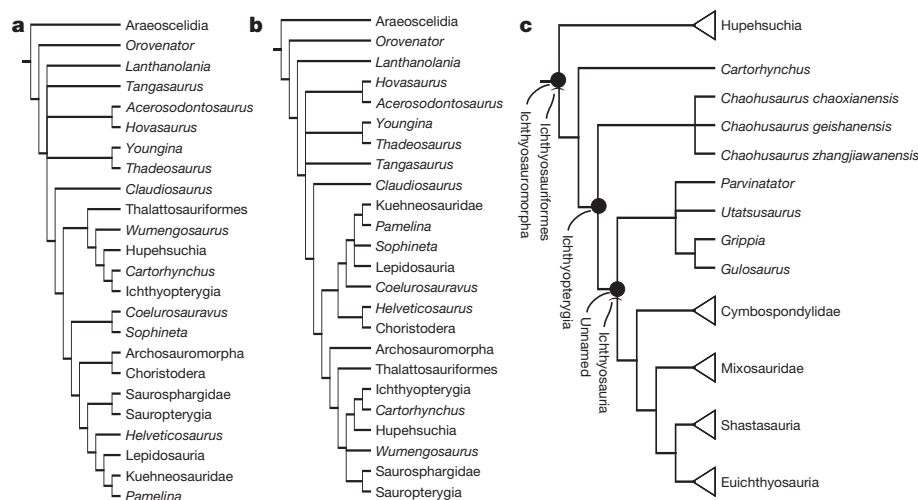 a
Araeoscelidia
Orovenator
Lanthanolania
Tangasaurus
Acerosodontosaurus
Hovasaurus
Youngina
Thadeosaurus
Claudiosaurus
Thalattosauriformes
Wumengosaurus
Hupehsuchia
Cartorhynchus
Ichthyopterygia
Coelurosauravus
Sophineta
Archosauromorpha
Choristodera
Saurosphargidae
Sauropterygia
Helveticosaurus
Lepidosauria
Kuehneosauridae
Pamelina
b
Araeoscelidia
Orovenator
Lanthanolania
Hovasaurus
Acerosodontosaurus
Youngina
Thadeosaurus
Tangasaurus
Claudiosaurus
Kuehneosauridae
Pamelina
Sophineta
Lepidosauria
Coelurosauravus
Helveticosaurus
Choristodera
Archosauromorpha
Thalattosauriformes
Ichthyopterygia
Cartorhynchus
Hupehsuchia
Wumengosaurus
Saurosphargidae
Sauropterygia
c
Hupehsuchia
Cartorhynchus
Chaohusaurus chaoxianensis
Chaohusaurus geishanensis
Chaohusaurus zhangjiawanensis
Parvinatator
Utatsusaurus
Grippia
Gulosaurus
Cymbospondylidae
Mixosauridae
Shastasauria
Euichthyosauria
Ichthyosauromorpha
Ichthyosauriformes
Ichthyopterygia
Unnamed
Ichthyosauria